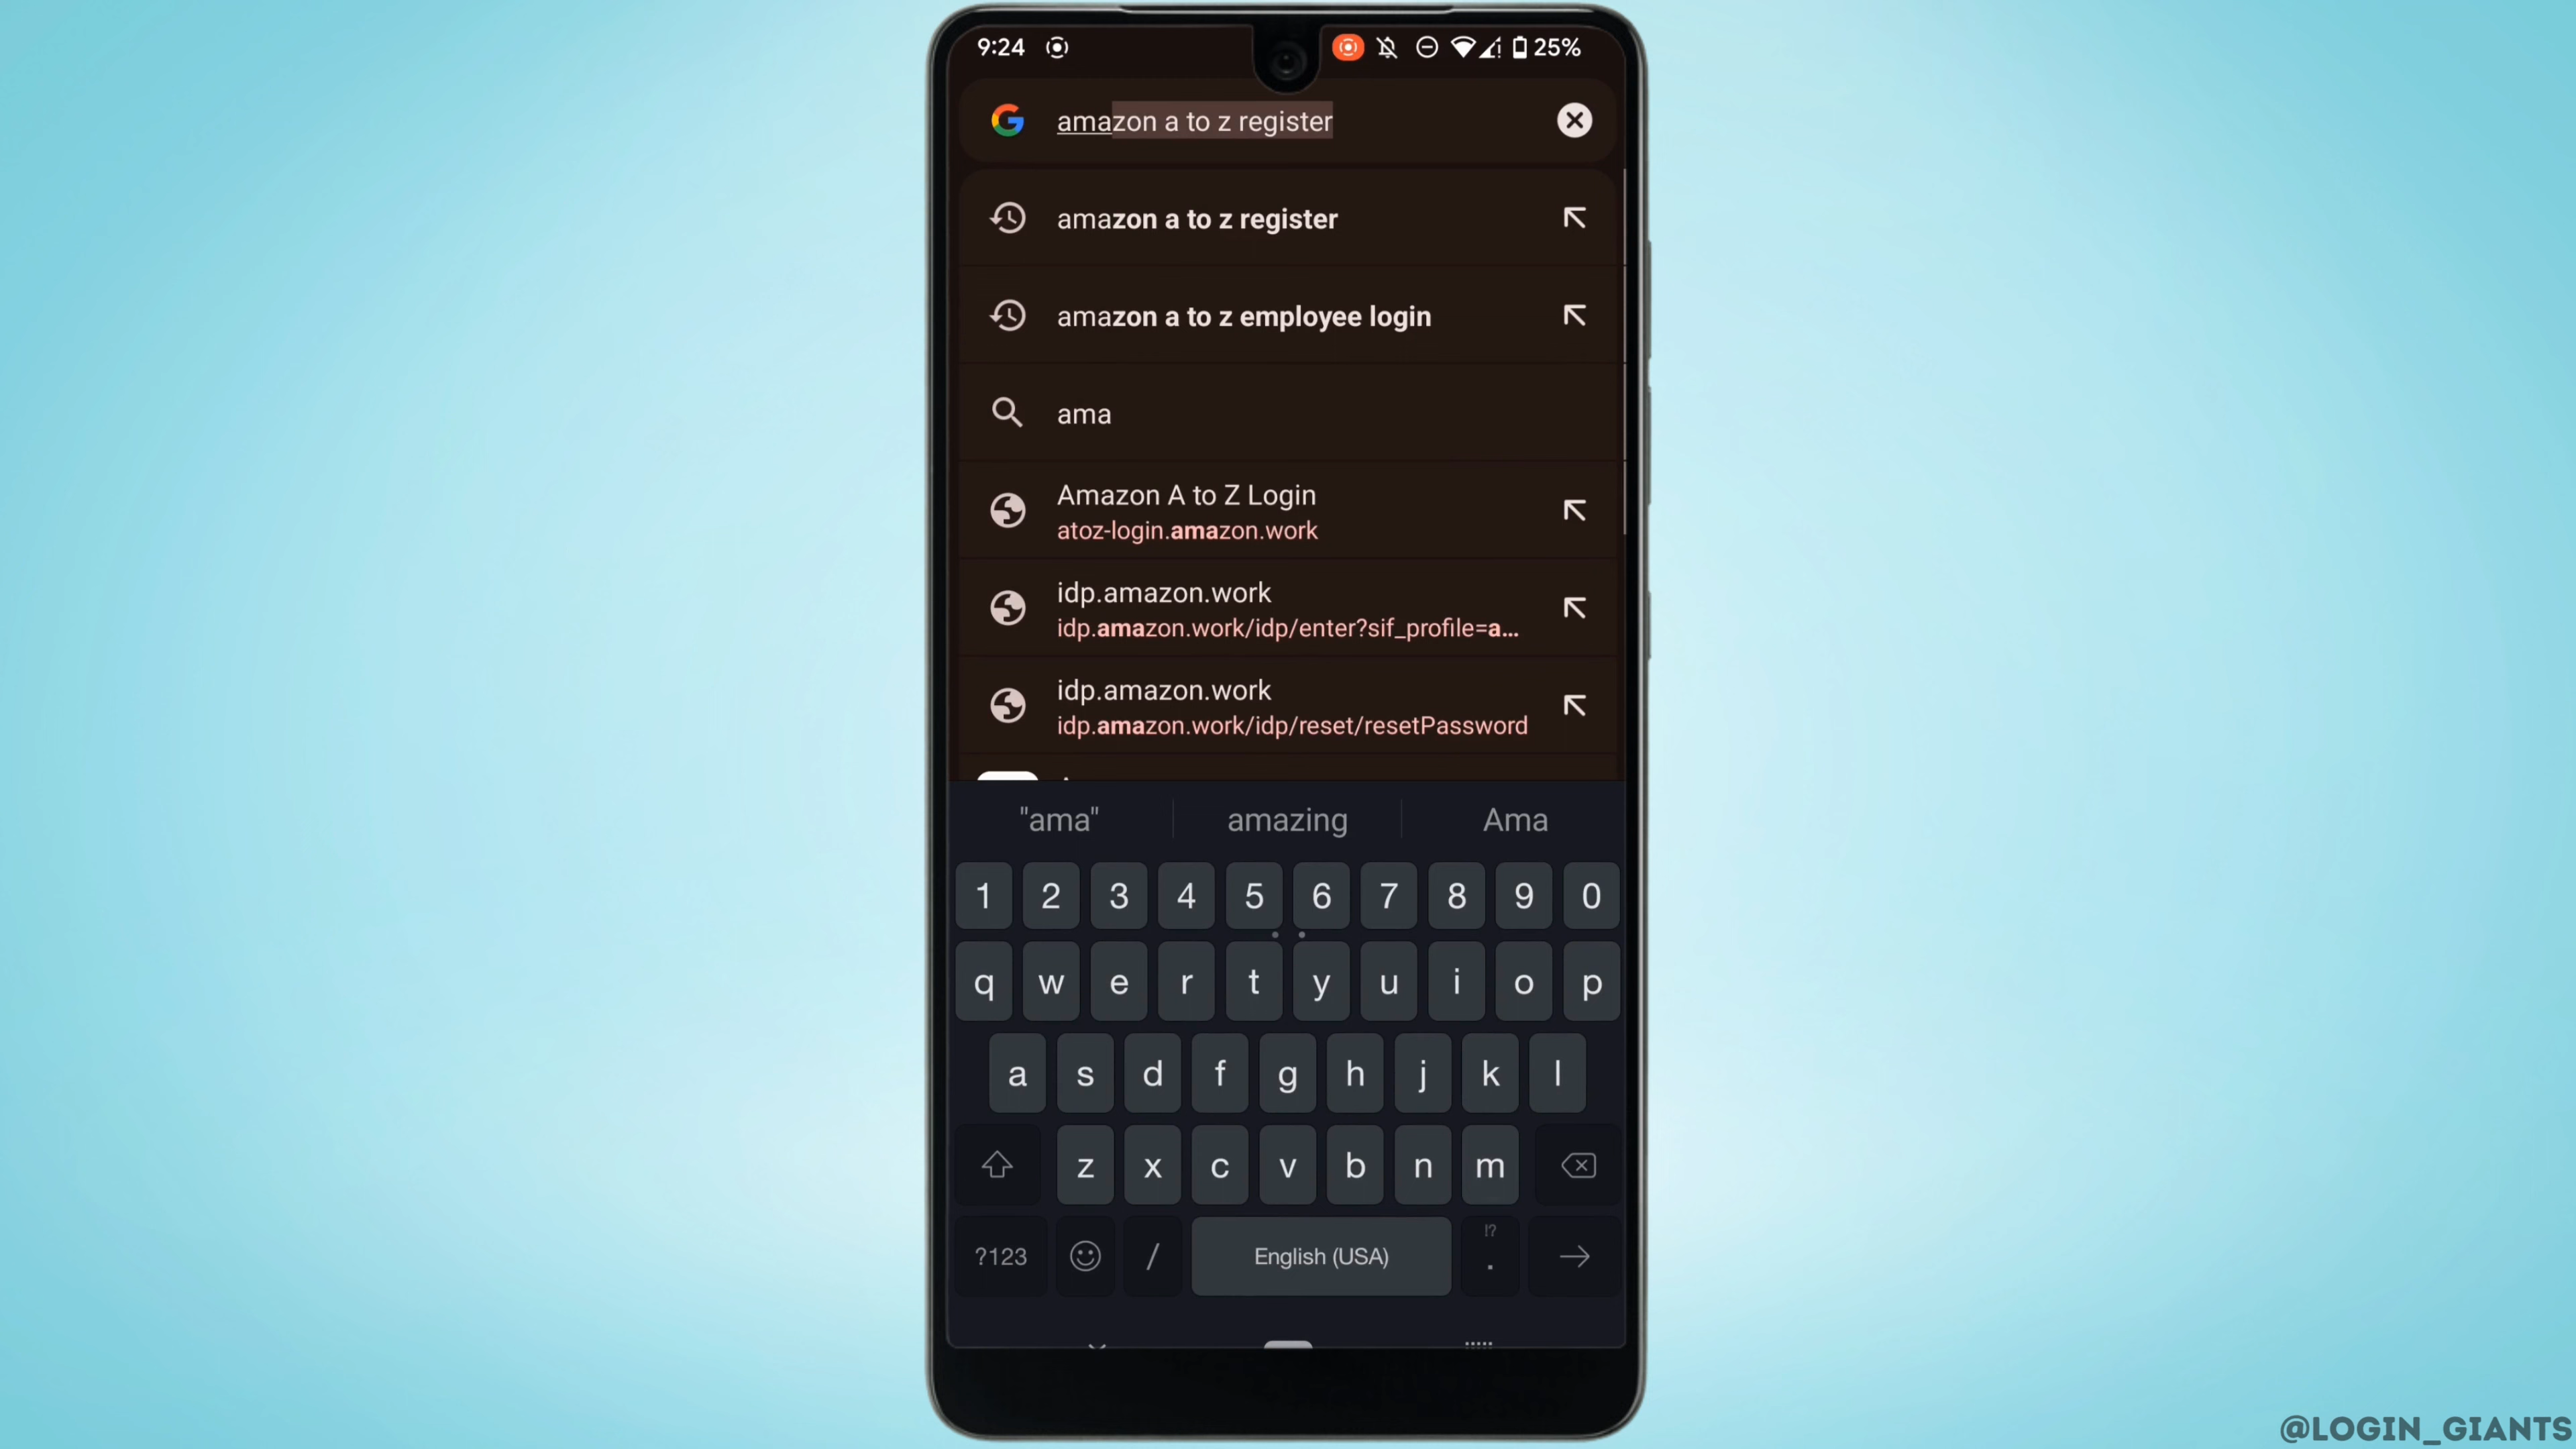 9:24
25%
amazon a to z register
amazon a to z register
amazon a to z employee login
ama
Amazon A to Z Login
atoz-login.amazon.work
idp.amazon.work
idp.amazon.work/idp/enter?sif_profile=a...
idp.amazon.work
idp.amazon.work/idp/reset/resetPassword
"ama" amazing Ama
1 2 3 4 5 6 7 8 9 0
q w e r t y u i o p
a s d f g h j k l
z x c v b n m
!?
?123 / English (USA) .
@LOGIN_GIANTS